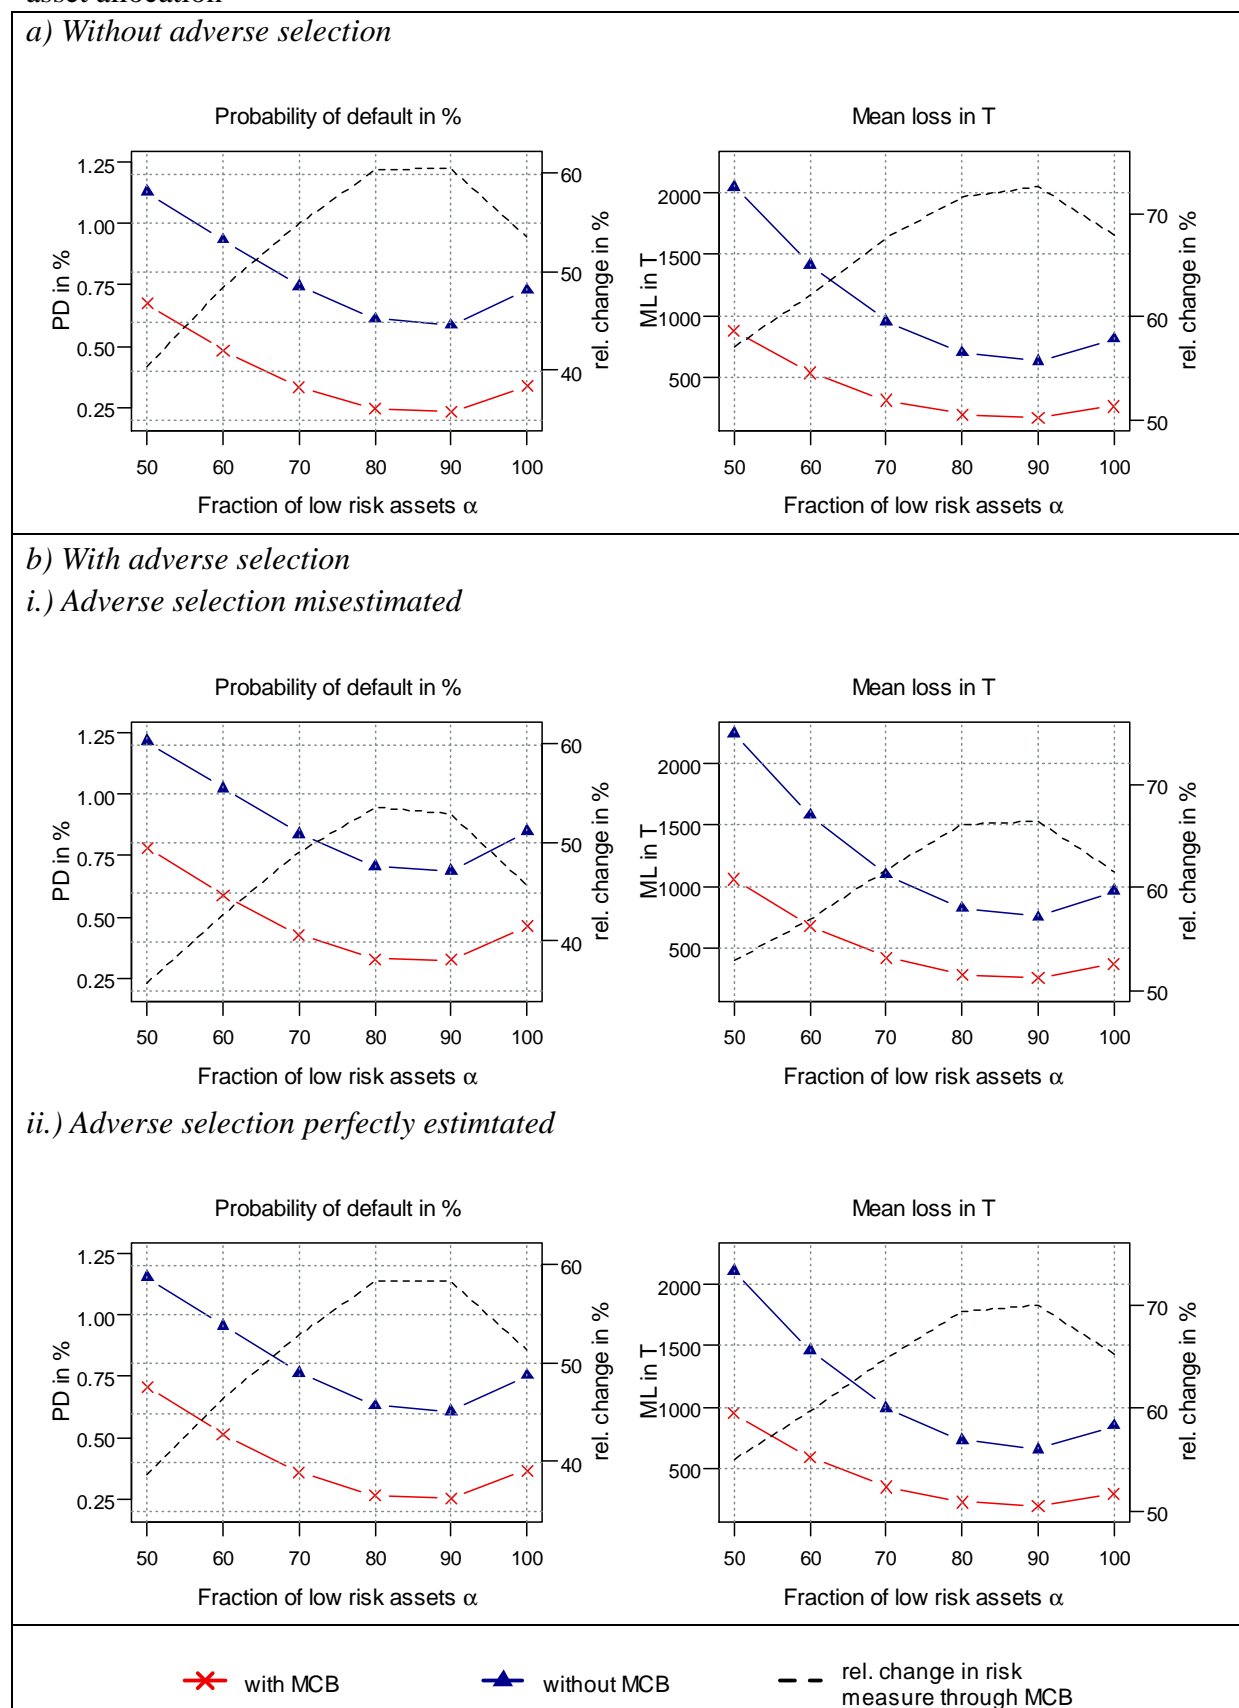 asset allocation
a) Without adverse selection
Probability of default in %
PD in %
1.25
1.00
0.75
0.50
0.25
60
50
40
rel. change in %
50 60 70 80 90 100
Fraction of low risk assets α
Mean loss in T
ML in T
2000
1500
1000
500
70
60
50
rel. change in %
50 60 70 80 90 100
Fraction of low risk assets α
b) With adverse selection
i.) Adverse selection misestimated
Probability of default in %
PD in %
1.25
1.00
0.75
0.50
0.25
60
50
40
rel. change in %
50 60 70 80 90 100
Fraction of low risk assets α
Mean loss in T
ML in T
2000
1500
1000
500
70
60
50
rel. change in %
50 60 70 80 90 100
Fraction of low risk assets α
ii.) Adverse selection perfectly estimtated
Probability of default in %
PD in %
1.25
1.00
0.75
0.50
0.25
60
50
40
rel. change in %
50 60 70 80 90 100
Fraction of low risk assets α
Mean loss in T
ML in T
2000
1500
1000
500
70
60
50
rel. change in %
50 60 70 80 90 100
Fraction of low risk assets α
with MCB
without MCB
rel. change in risk
measure through MCB